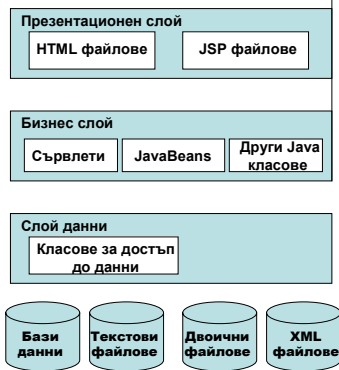 Презентационен слой
HTML файлове
JSP файлове
Бизнес слой
Сървлети
JavaBeans
Други Java
класове
Слой данни
Класове за достъп
до данни
Бази
данни
Текстови
файлове
Двоични
файлове
XML
файлове